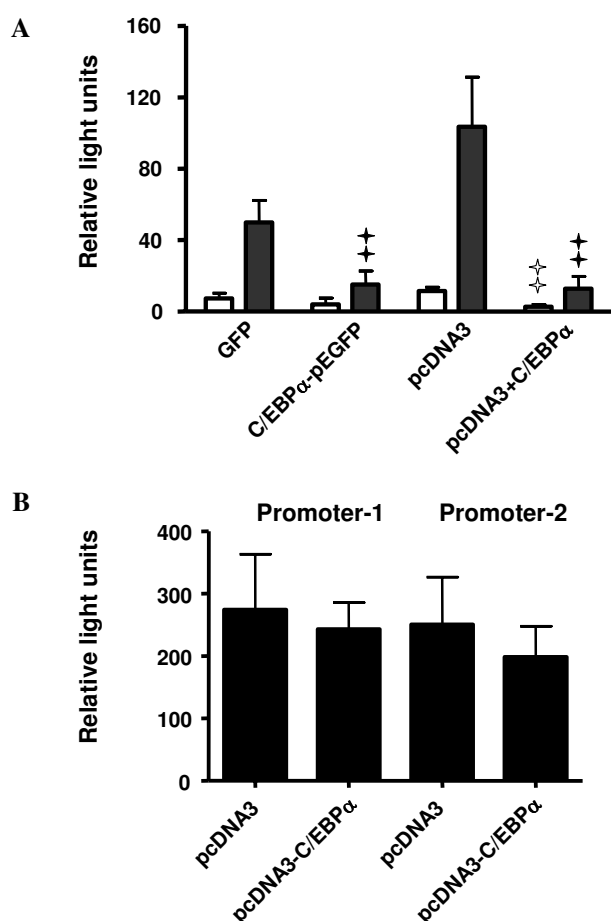 A
Relative light units
160
120
80
40
0
GFP
C/EBPα-pEGFP
pcDNA3
pcDNA3+C/EBPα
B
Promoter-1 Promoter-2
Relative light units
400
300
200
100
0
pcDNA3
pcDNA3-C/EBPα
pcDNA3
pcDNA3-C/EBPα